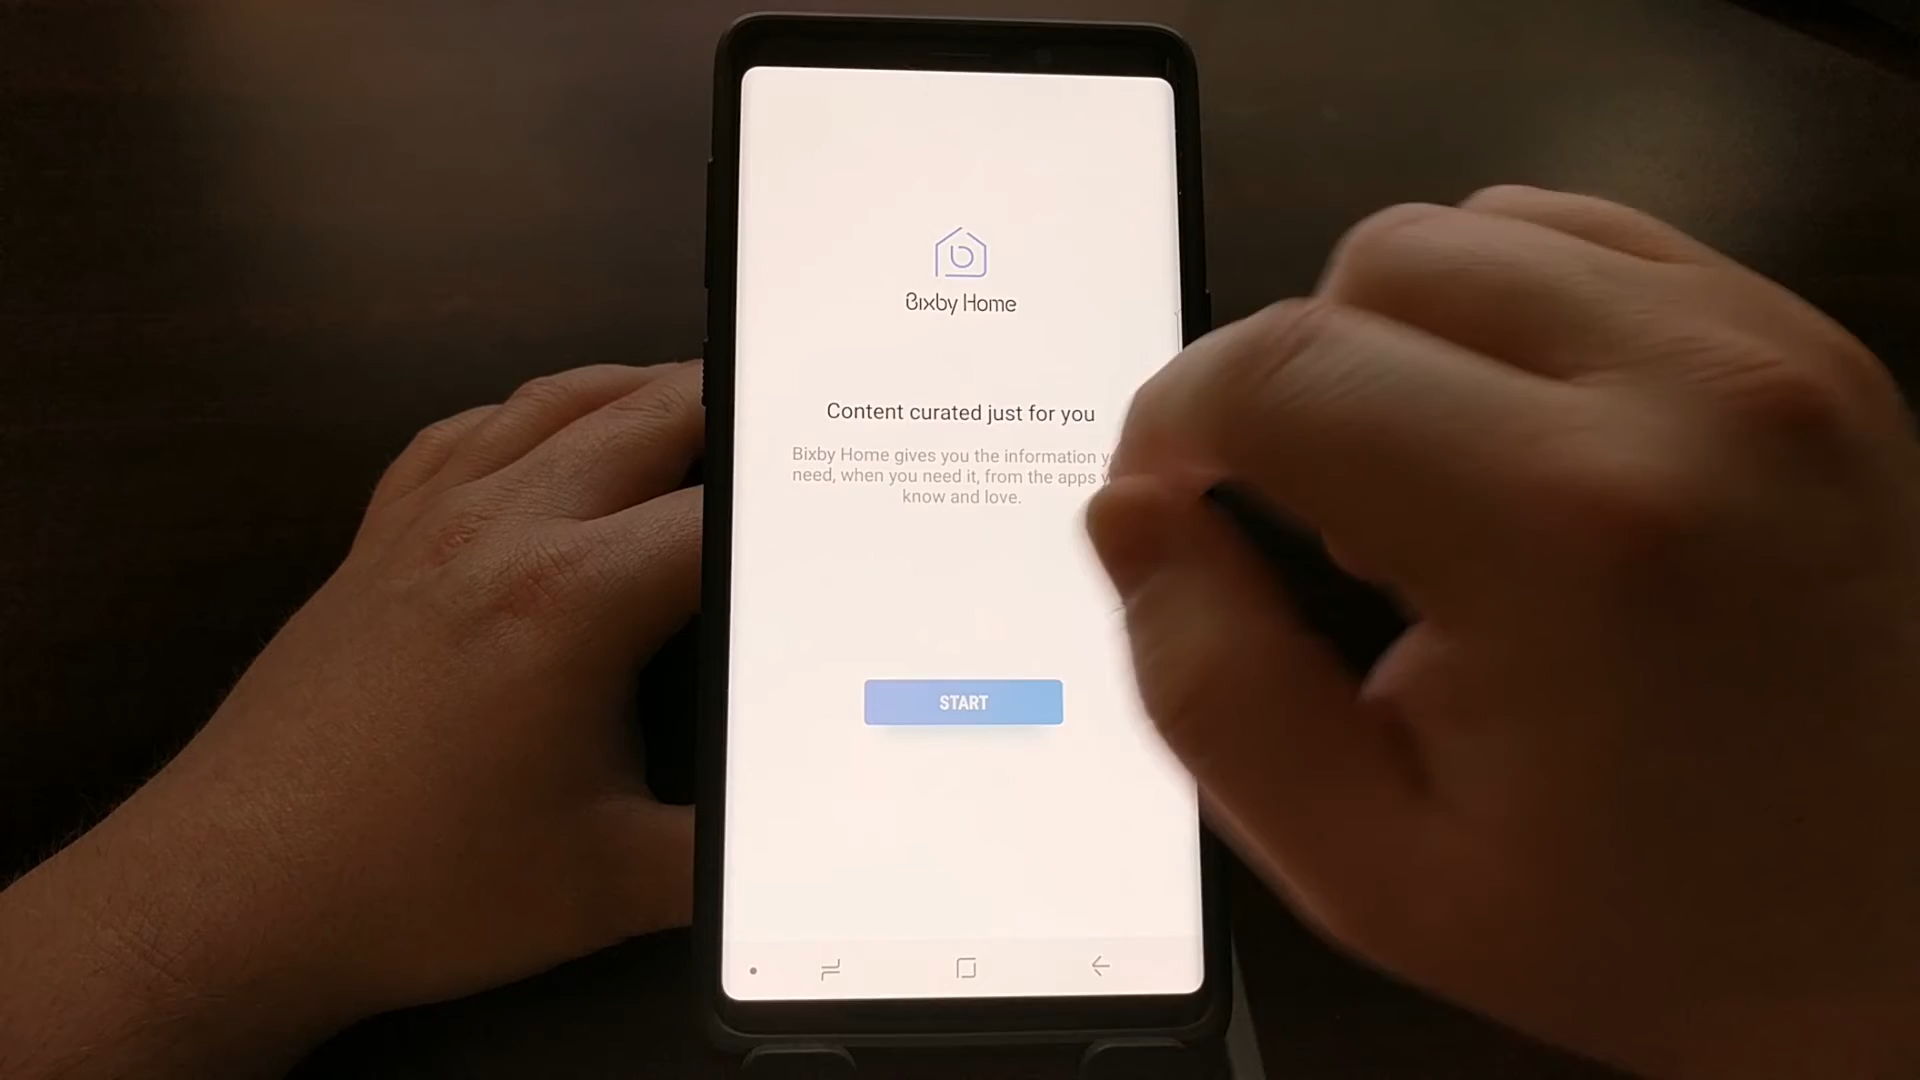 Bixby Home
Content curated just for you
Bixby Home gives you the information
need, when you need it, from the apps
know and love.
START